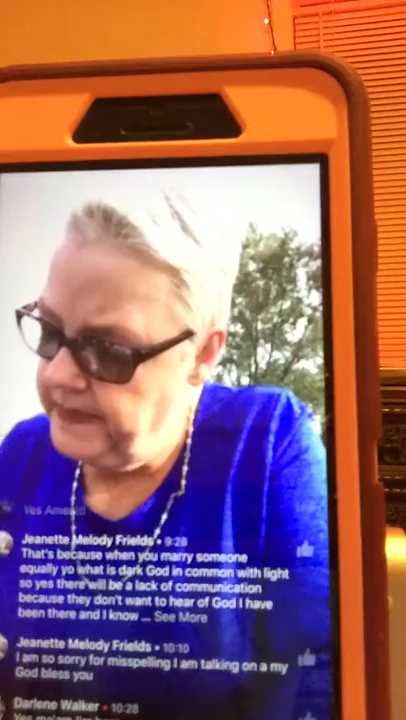 Yes Amen
Jeanette Melody Frields • 9:28
That's because when you marry someone
equally yo what is dark God in common with light
so yes there will be a lack of communication
because they don't want to hear of God I have
been there and I know ... See More
Jeanette Melody Frields • 10:10
I am so sorry for misspelling I am talking on a my
God bless you
Darlene Walker • 10:28
Yes ma'am I'm